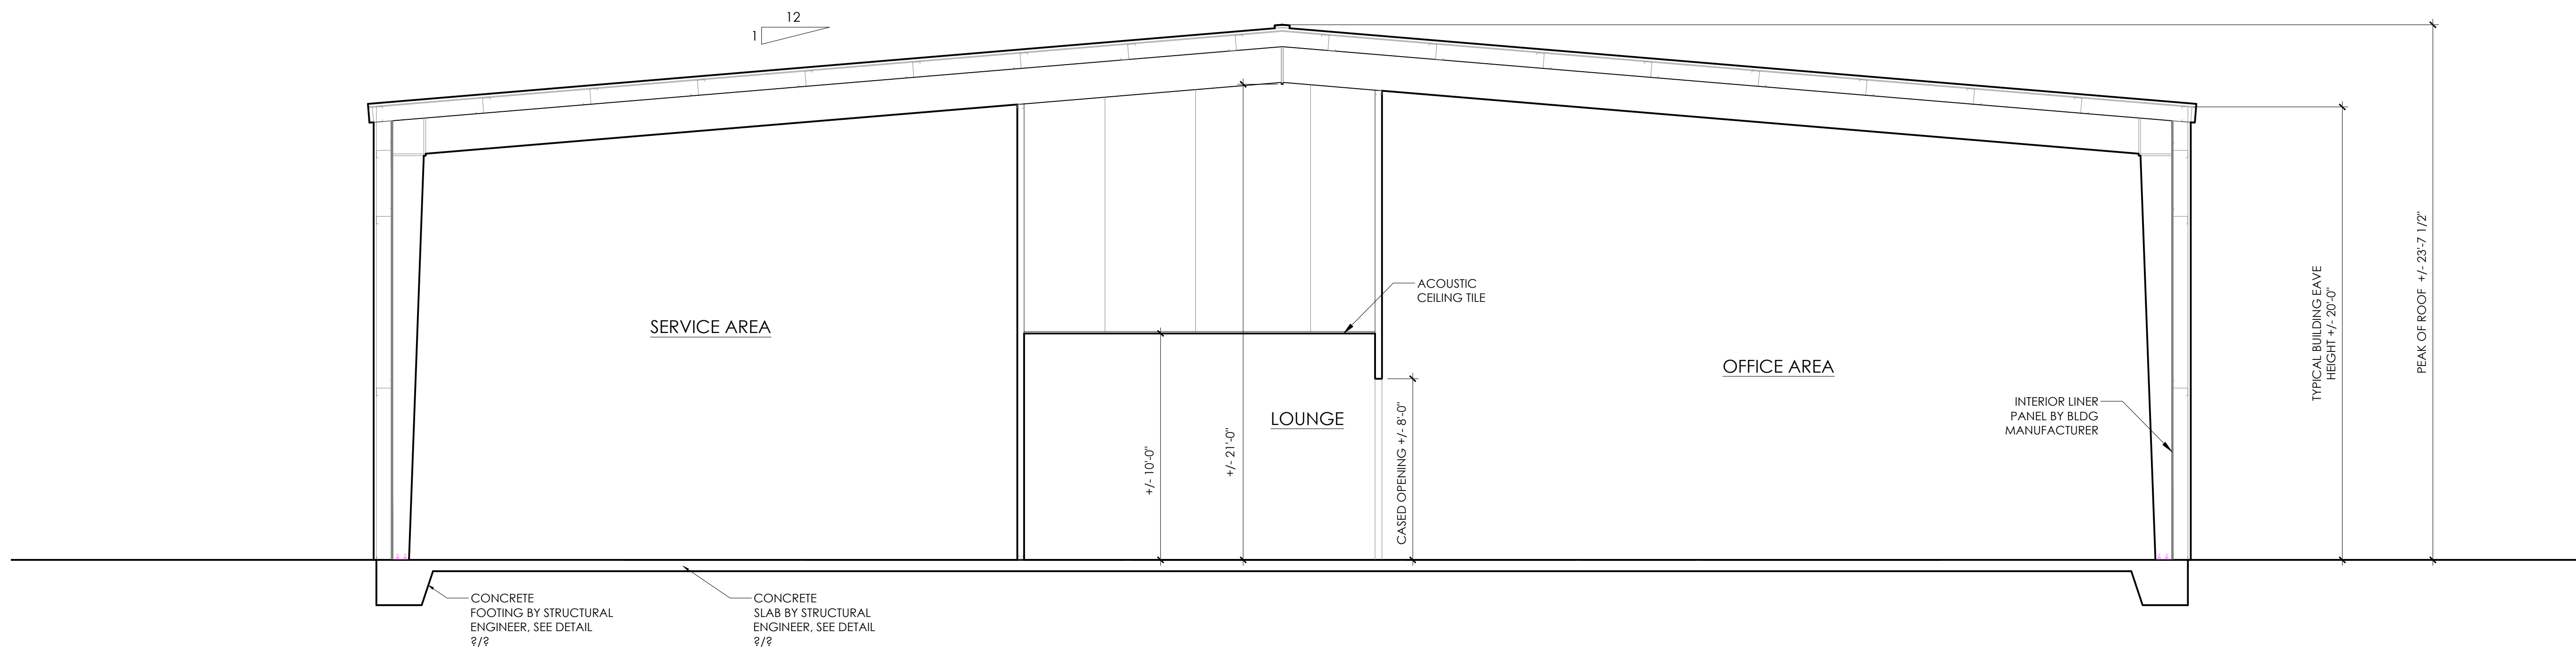 12
1
SERVICE AREA
ACOUSTIC
CEILING TILE
OFFICE AREA
LOUNGE
+/- 10'-0"
+/- 21'-0"
CASED OPENING +/- 8'-0"
INTERIOR LINER
PANEL BY BLDG
MANUFACTURER
TYPICAL BUILDING EAVE
HEIGHT +/- 20'-0"
PEAK OF ROOF +/- 23'-7 1/2"
CONCRETE
FOOTING BY STRUCTURAL
ENGINEER, SEE DETAIL
?/?
CONCRETE
SLAB BY STRUCTURAL
ENGINEER, SEE DETAIL
?/?